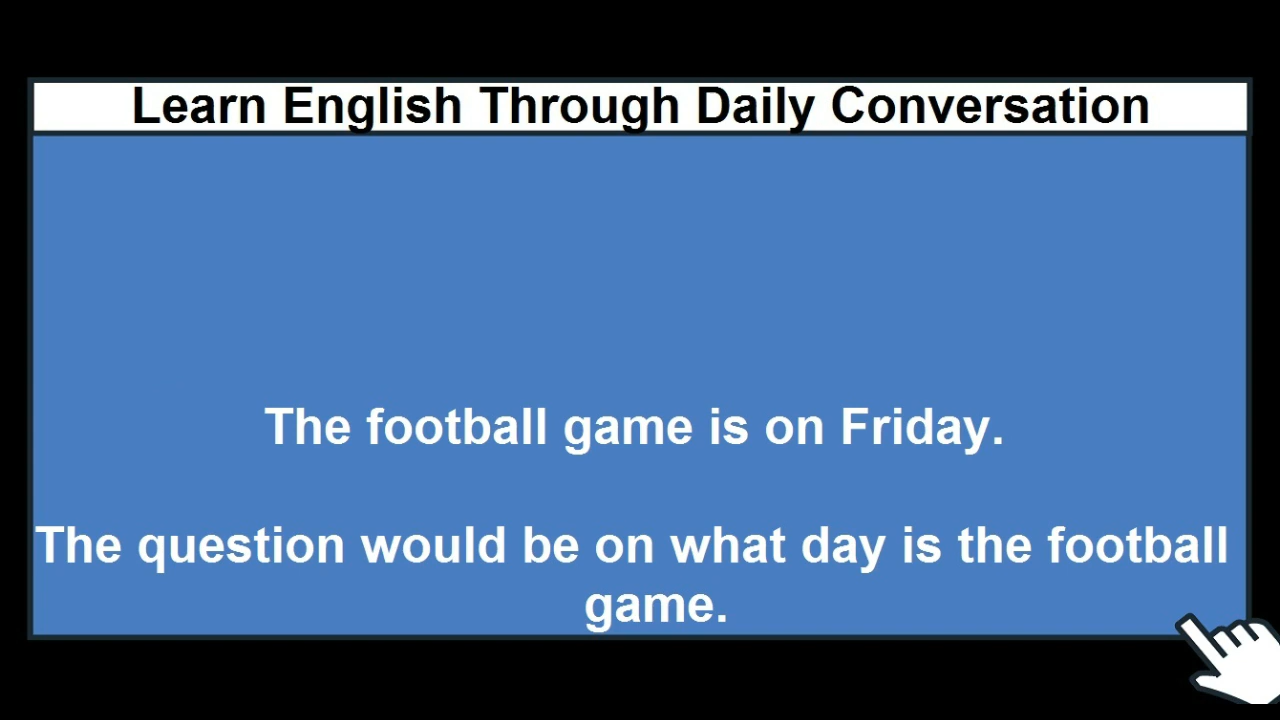 Learn English Through Daily Conversation
The football game is on Friday.
The question would be on what day is the football
game.